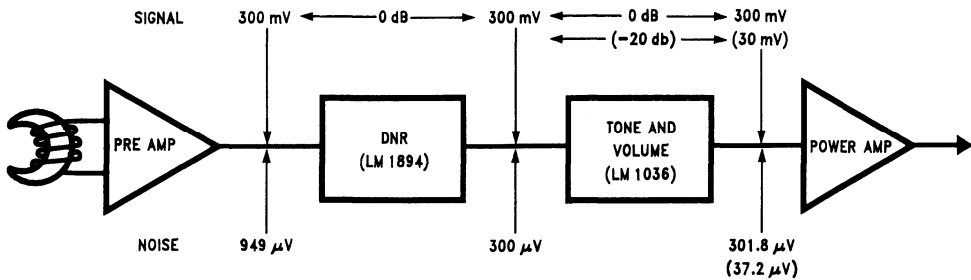 SIGNAL 300 mV 0 dB 300 mV 0 dB 300 mV
(−20 db) (30 mV)
PRE AMP
DNR
(LM 1894)
TONE AND
VOLUME
(LM 1036)
POWER AMP
NOISE 949 μV 300 μV 301.8 μV
(37.2 μV)